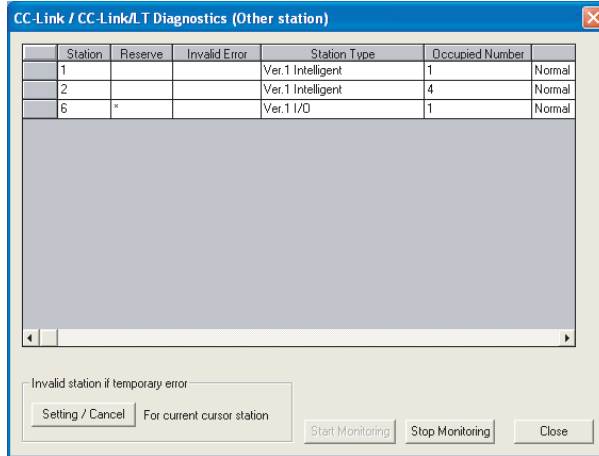 CC-Link / CC-Link/LT Diagnostics (Other station)
Station Reserve Invalid Error Station Type Occupied Number
1 Ver.1 Intelligent 1 Normal
2 Ver.1 Intelligent 4 Normal
6 * Ver.1 I/O 1 Normal
Invalid station if temporary error
Setting / Cancel For current cursor station
Start Monitoring Stop Monitoring Close